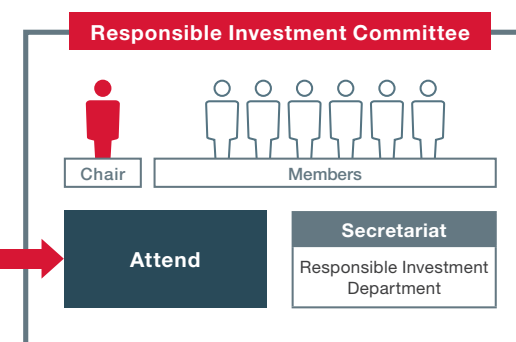 Responsible Investment Committee
Chair
Members
Attend
Secretariat
Responsible Investment
Department